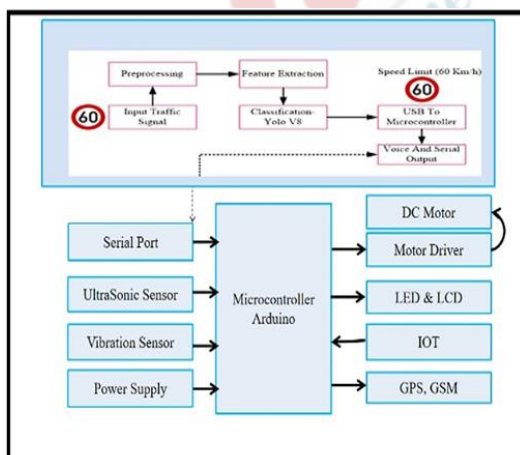 Speed Limit (60 Km/h)
Preprocessing
Feature Extraction
60
60
Input Traffic
Signal
Classification-
Yolo V8
USB To
Microcontroller
Voice And Serial
Output
Serial Port
UltraSonic Sensor
Vibration Sensor
Power Supply
Microcontroller
Arduino
DC Motor
Motor Driver
LED & LCD
IOT
GPS, GSM